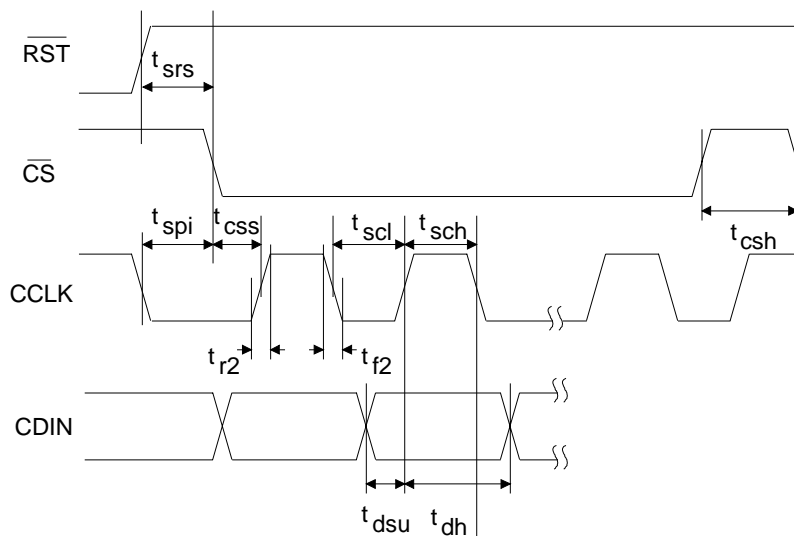 RST
t srs
CS
t spi
t css
t scl
t sch
t csh
CCLK
t r2
t f2
CDIN
t dsu
t dh